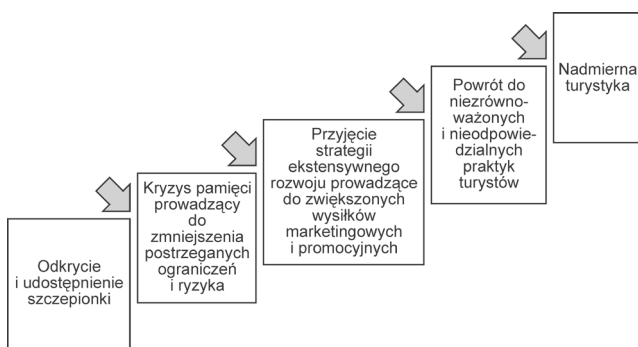 Odkrycie
i udostępnienie
szczepionki
Kryzys pamięci
prowadzący
do
zmniejszenia
postrzeganych
ograniczeń
i ryzyka
Przyjęcie
strategii
ekstensywnego
rozwoju prowadzące
do zwiększonych
wysiłków
marketingowych
i promocyjnych
Powrót do
niezrówno-
ważonych
i nieodpowie-
dzialnych
praktyk
turystów
Nadmierna
turystyka